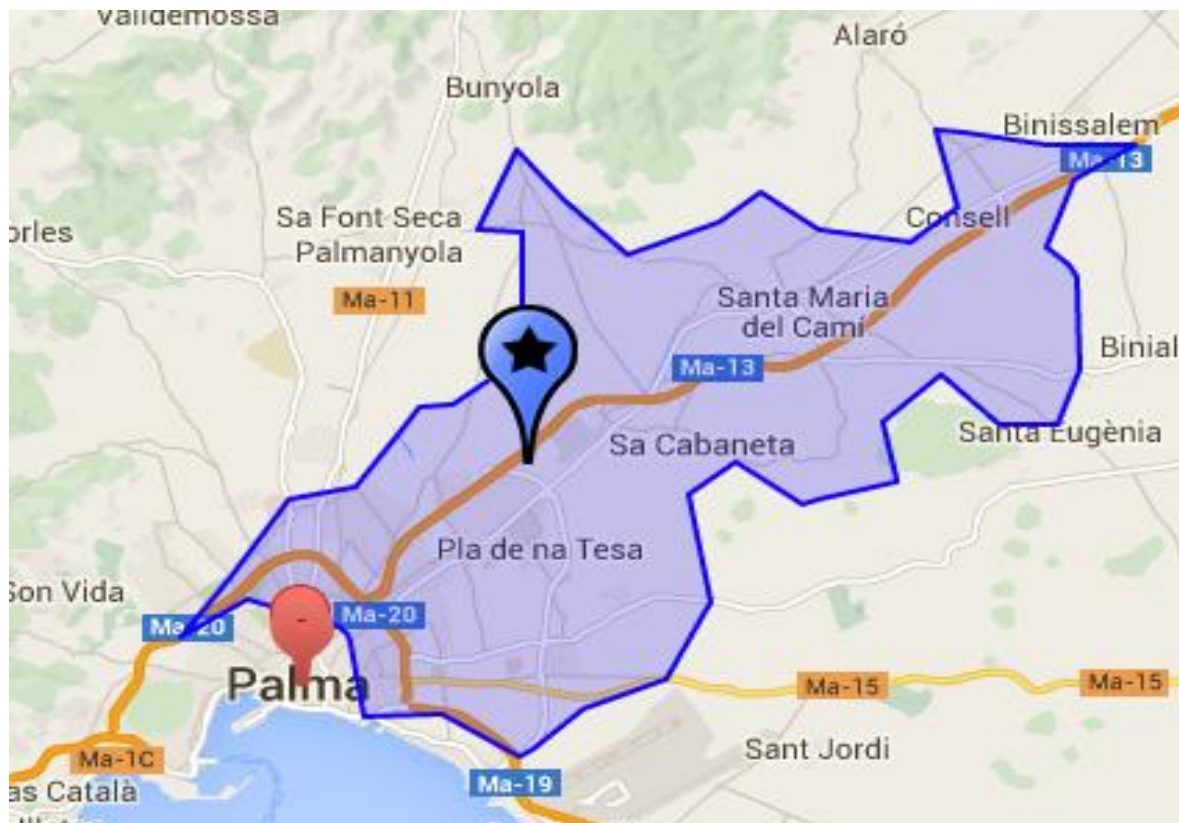 Valldemossa
Alaró
Bunyola
Binissalem
Ma-13
Sa Font Seca
Consell
orles
Palmanyola
Ma-11
Santa Maria
del Camí
Binial
Ma-13
Santa Eugènia
Sa Cabaneta
Pla de na Tesa
Son Vida
Ma-20
Ma-20
-
Palma
Ma-15
Ma-15
Sant Jordi
Ma-1C
Ma-19
as Català